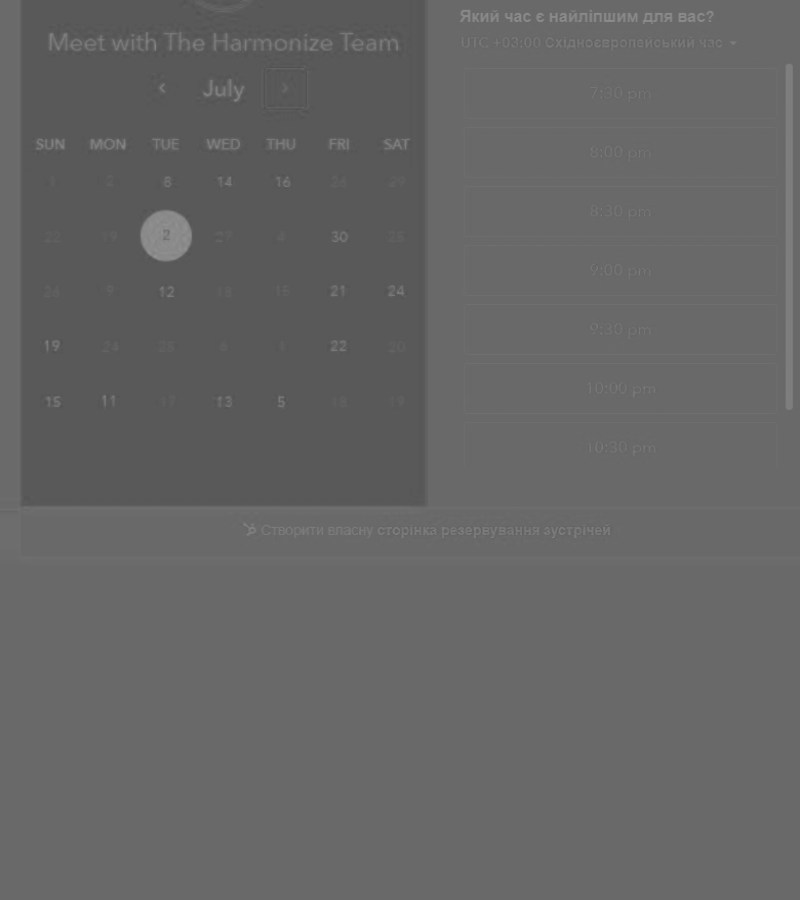 Meet with The Harmonize Team
July
SUN MON TUE WED THU FRI SAT
1 2 8 14 16 26 29
22 19 2 27 4 30 28
26 9 12 18 15 21 24
19 24 25 6 7 22 20
15 11 17 13 5 18
Який час є найліпшим для вас?
UTC +03:00 Східноєвропейський час
7:30 pm
8:00 pm
8:30 pm
9:00 pm
9:30 pm
10:00 pm
10:30 pm
Створити власну сторінка резервування зустрічей